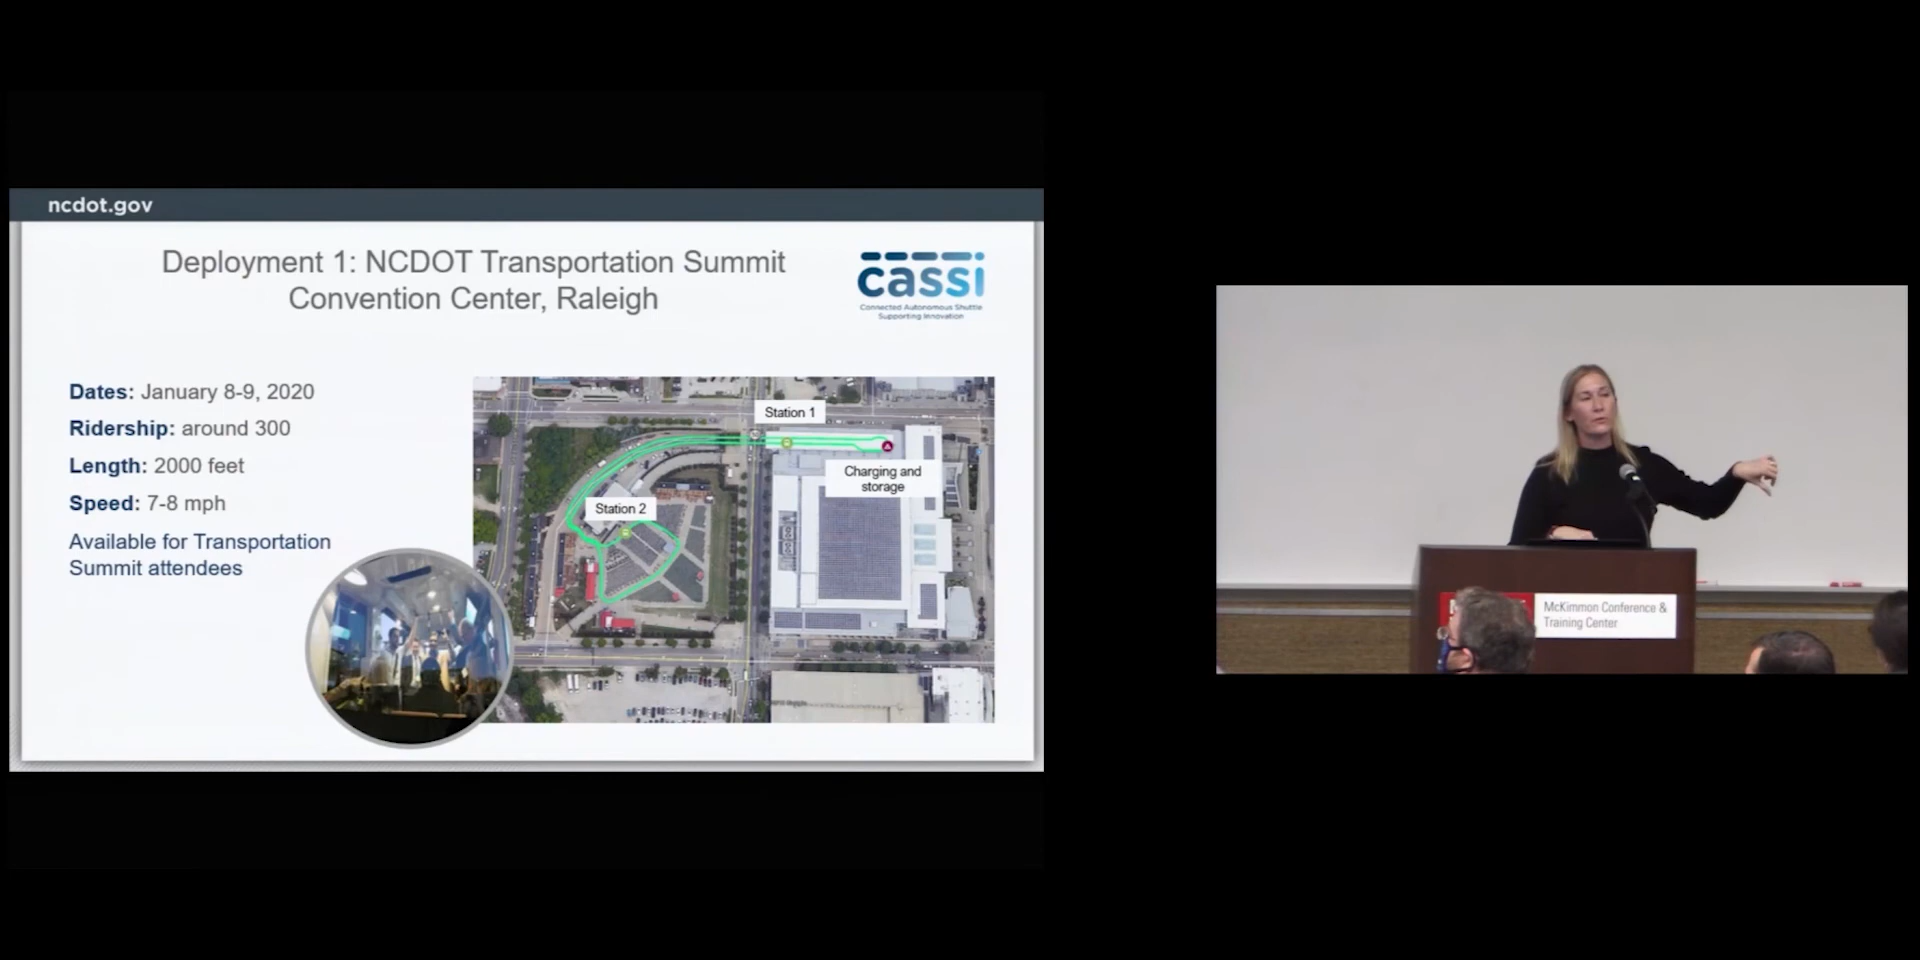 ncdot.gov
Deployment 1: NCDOT Transportation Summit
Convention Center, Raleigh
cassi
Connected Autonomous Shuttle
Supporting Innovation
Dates: January 8-9, 2020
Ridership: around 300
Length: 2000 feet
Speed: 7-8 mph
Available for Transportation
Summit attendees
Station 1
Charging and
storage
Station 2
McKimmon Conference &
Training Center